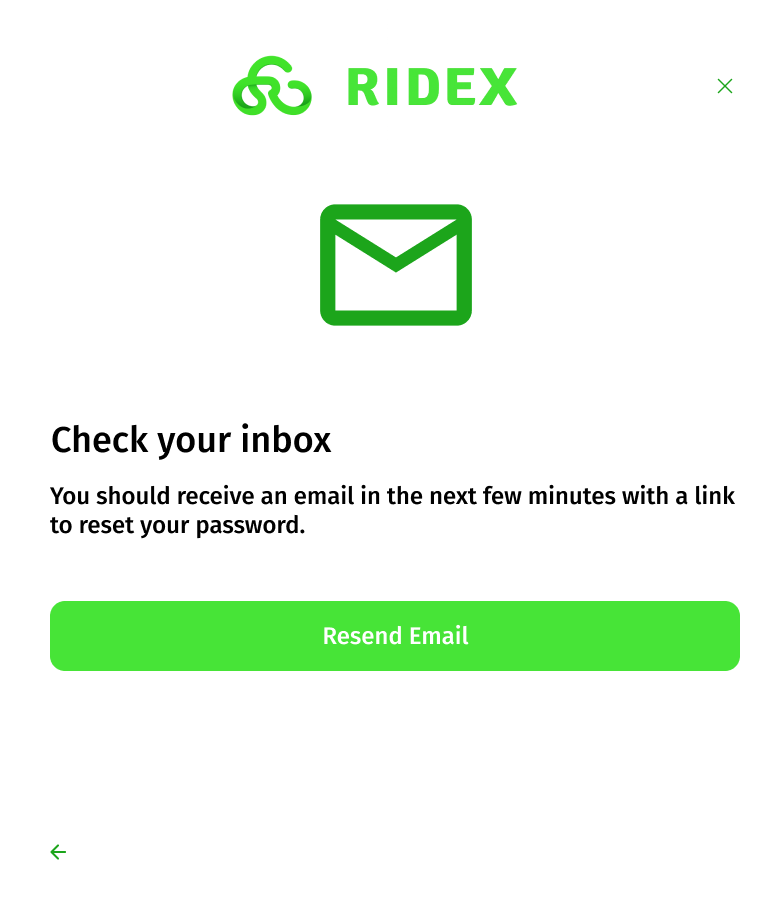 RIDEX
Check your inbox
You should receive an email in the next few minutes with a link
to reset your password.
Resend Email